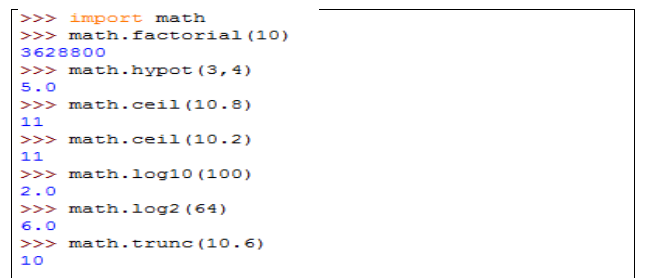 >>> import math
>>> math.factorial(10)
3628800
>>> math.hypot(3,4)
5.0
>>> math.ceil(10.8)
11
>>> math.ceil(10.2)
11
>>> math.log10(100)
2.0
>>> math.log2(64)
6.0
>>> math.trunc(10.6)
10